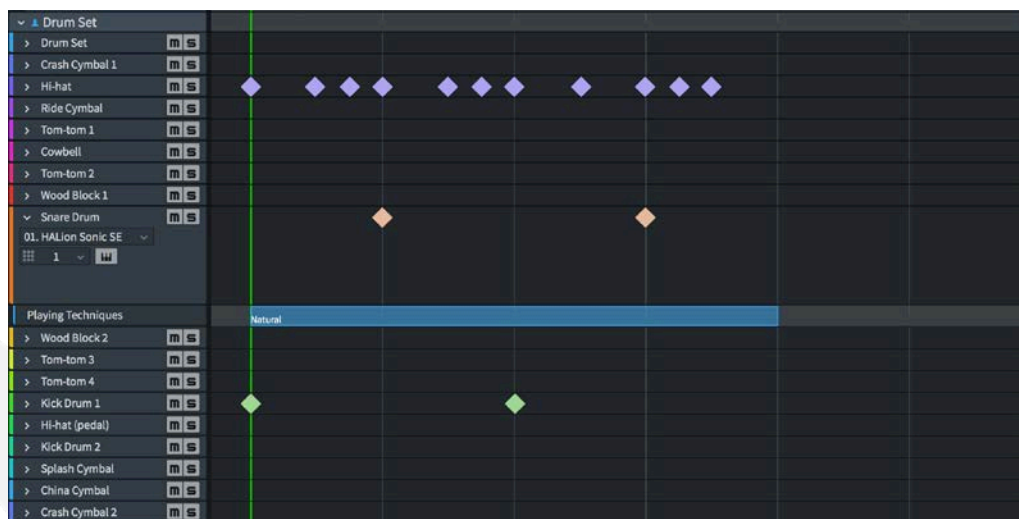 Drum Set
Drum Set m s
Crash Cymbal 1 m s
Hi-hat m s
Ride Cymbal m s
Tom-tom 1 m s
Cowbell m s
Tom-tom 2 m s
Wood Block 1 m s
Snare Drum m s
01. HALion Sonic SE
1
Playing Techniques Natural
Wood Block 2 m s
Tom-tom 3 m s
Tom-tom 4 m s
Kick Drum 1 m s
Hi-hat (pedal) m s
Kick Drum 2 m s
Splash Cymbal m s
China Cymbal m s
Crash Cymbal 2 m s